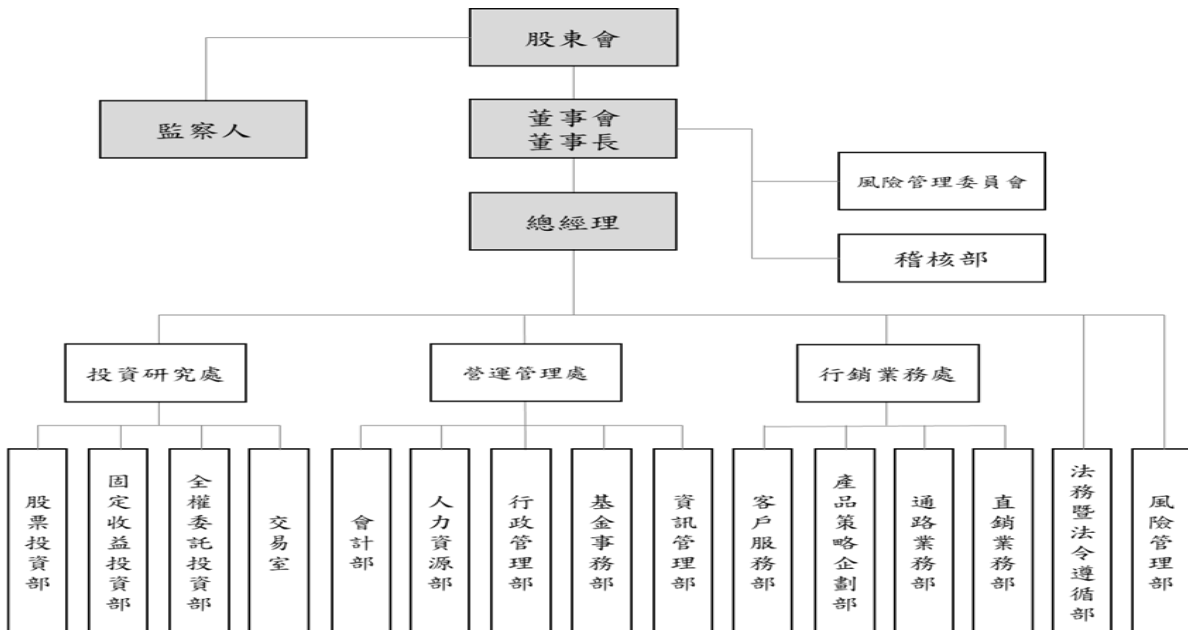 股東會
監察人
董事會
董事長
風險管理委員會
總經理
稽核部
投資研究處
營運管理處
行銷業務處
股票投資部
固定收益投資部
全權委託投資部
交易室
會計部
人力資源部
行政管理部
基金事務部
資訊管理部
客戶服務部
產品策略企劃部
通路業務部
直銷業務部
法務暨法令遵循部
風險管理部